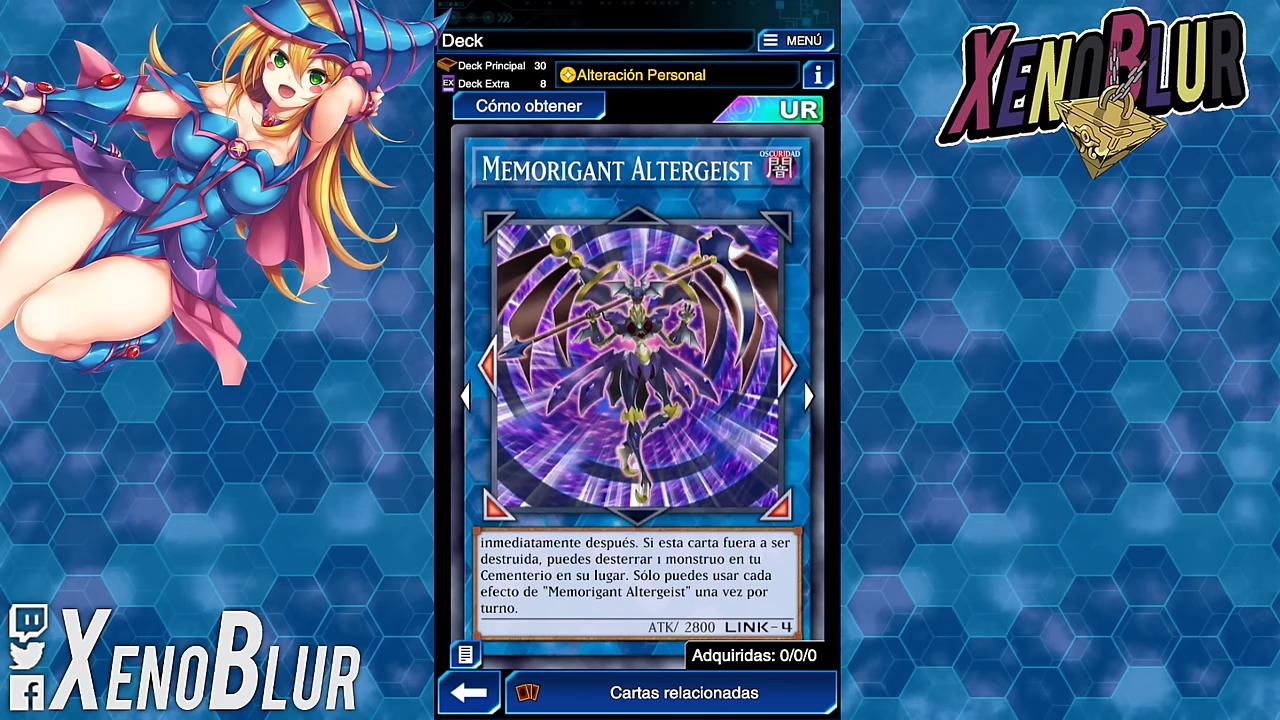 Deck
MENÚ
Deck Principal 30
EX Deck Extra 8
Alteración Personal
i
Cómo obtener
UR
MEMORIGANT ALTERGEIST
OSCURIDAD
闇
inmediatamente después. Si esta carta fuera a ser
destruida, puedes desterrar 1 monstruo en tu
Cementerio en su lugar. Sólo puedes usar cada
efecto de "Memorigant Altergeist" una vez por
turno.
ATK/ 2800 LINK-4
Adquiridas: 0/0/0
Cartas relacionadas
XENOBLUR
XENOBLUR